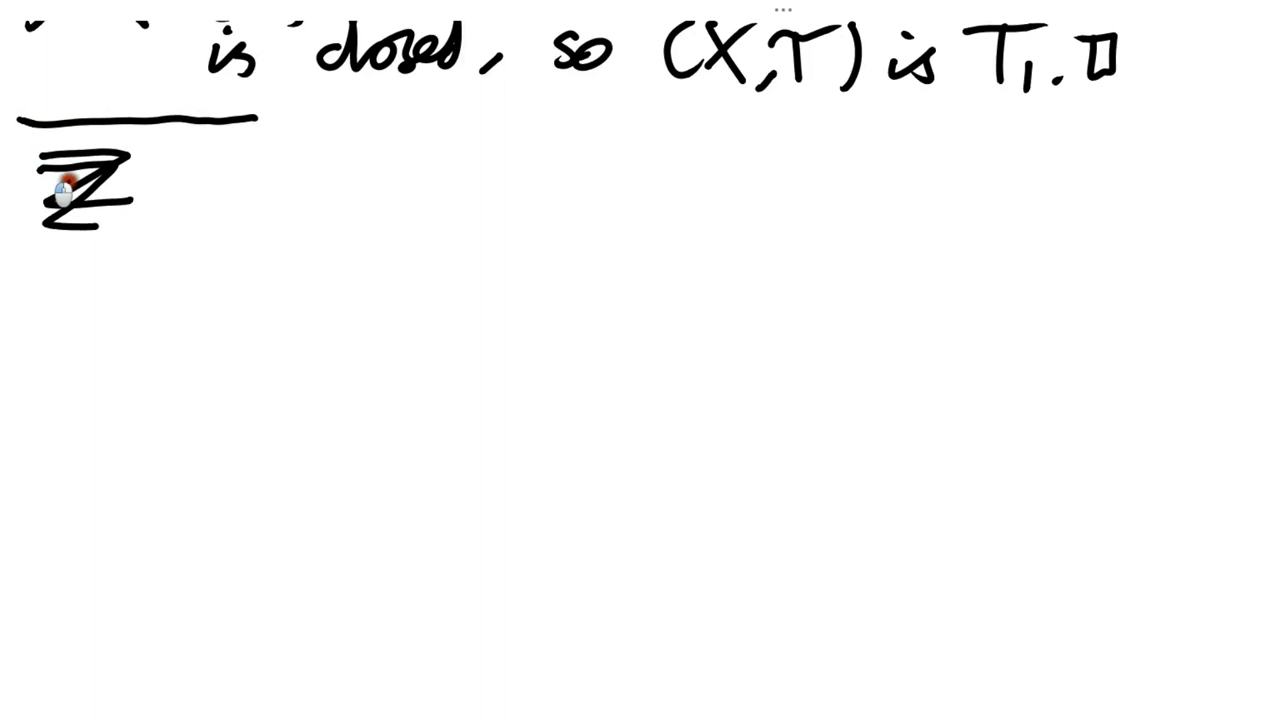 is closed, so (X,T) is T₁. □